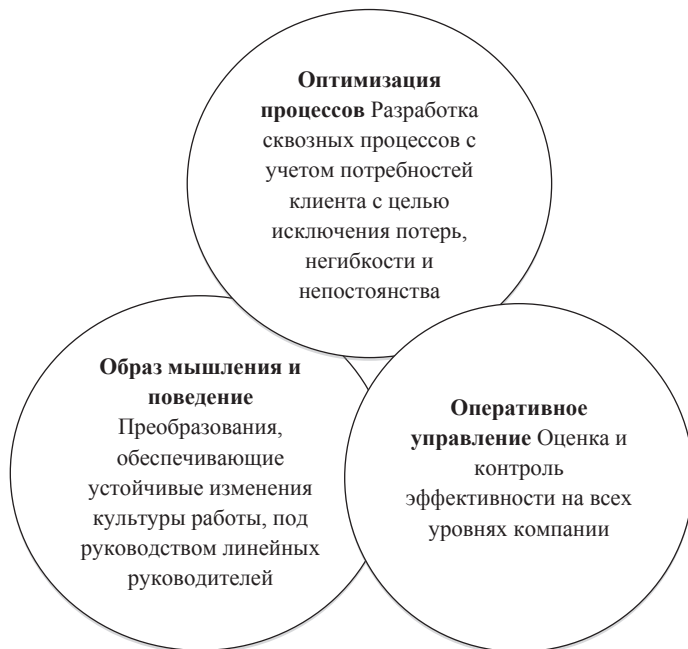 Оптимизация
процессов Разработка
сквозных процессов с
учетом потребностей
клиента с целью
исключения потерь,
негибкости и
непостоянства
Образ мышления и
поведение
Преобразования,
обеспечивающие
устойчивые изменения
культуры работы, под
руководством линейных
руководителей
Оперативное
управление Оценка и
контроль
эффективности на всех
уровнях компании